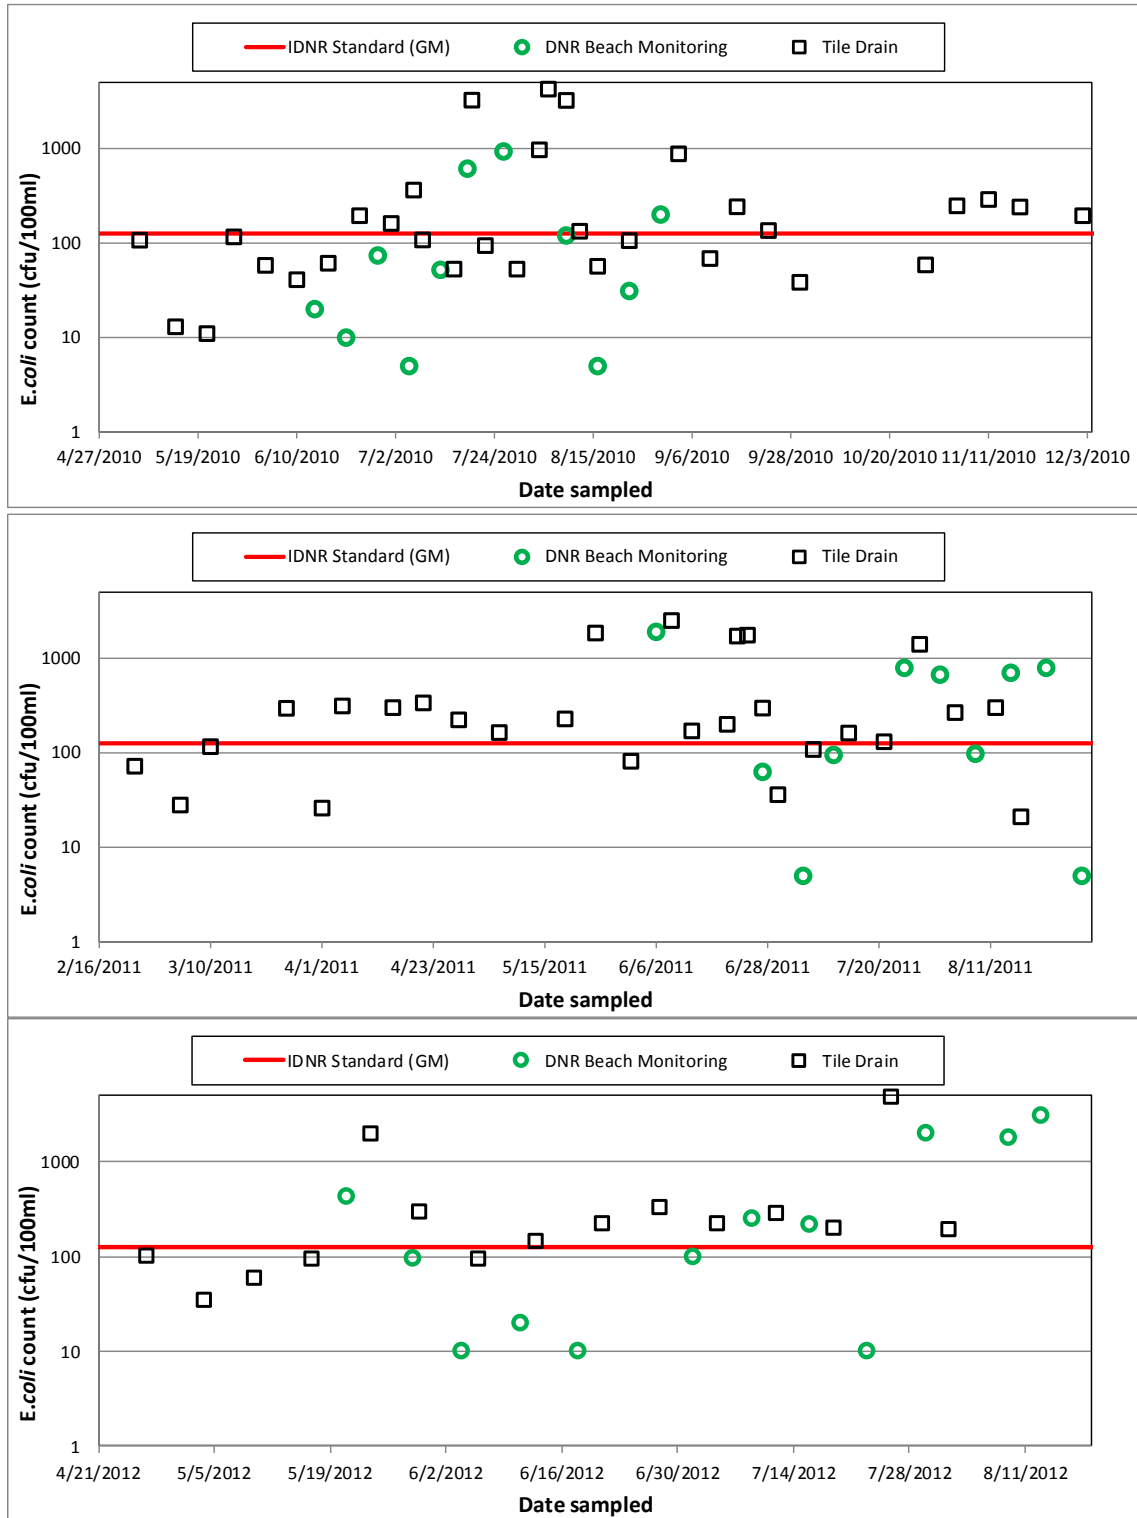 IDNR Standard (GM) DNR Beach Monitoring Tile Drain
1000
100
10
1
E.coli count (cfu/100ml)
4/27/2010 5/19/2010 6/10/2010 7/2/2010 7/24/2010 8/15/2010 9/6/2010 9/28/2010 10/20/2010 11/11/2010 12/3/2010
Date sampled
IDNR Standard (GM) DNR Beach Monitoring Tile Drain
1000
100
10
1
E.coli count (cfu/100ml)
2/16/2011 3/10/2011 4/1/2011 4/23/2011 5/15/2011 6/6/2011 6/28/2011 7/20/2011 8/11/2011
Date sampled
IDNR Standard (GM) DNR Beach Monitoring Tile Drain
1000
100
10
1
E.coli count (cfu/100ml)
4/21/2012 5/5/2012 5/19/2012 6/2/2012 6/16/2012 6/30/2012 7/14/2012 7/28/2012 8/11/2012
Date sampled